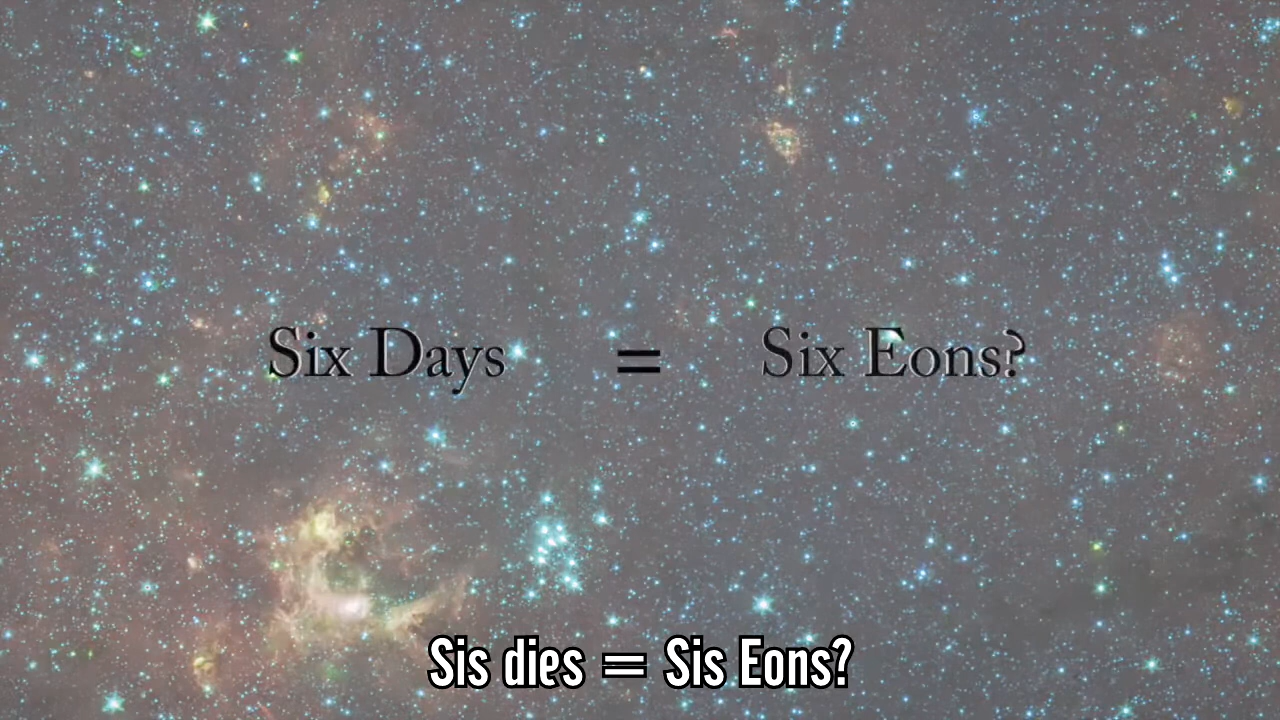 Six Days = Six Eons?
Sis dies = Sis Eons?